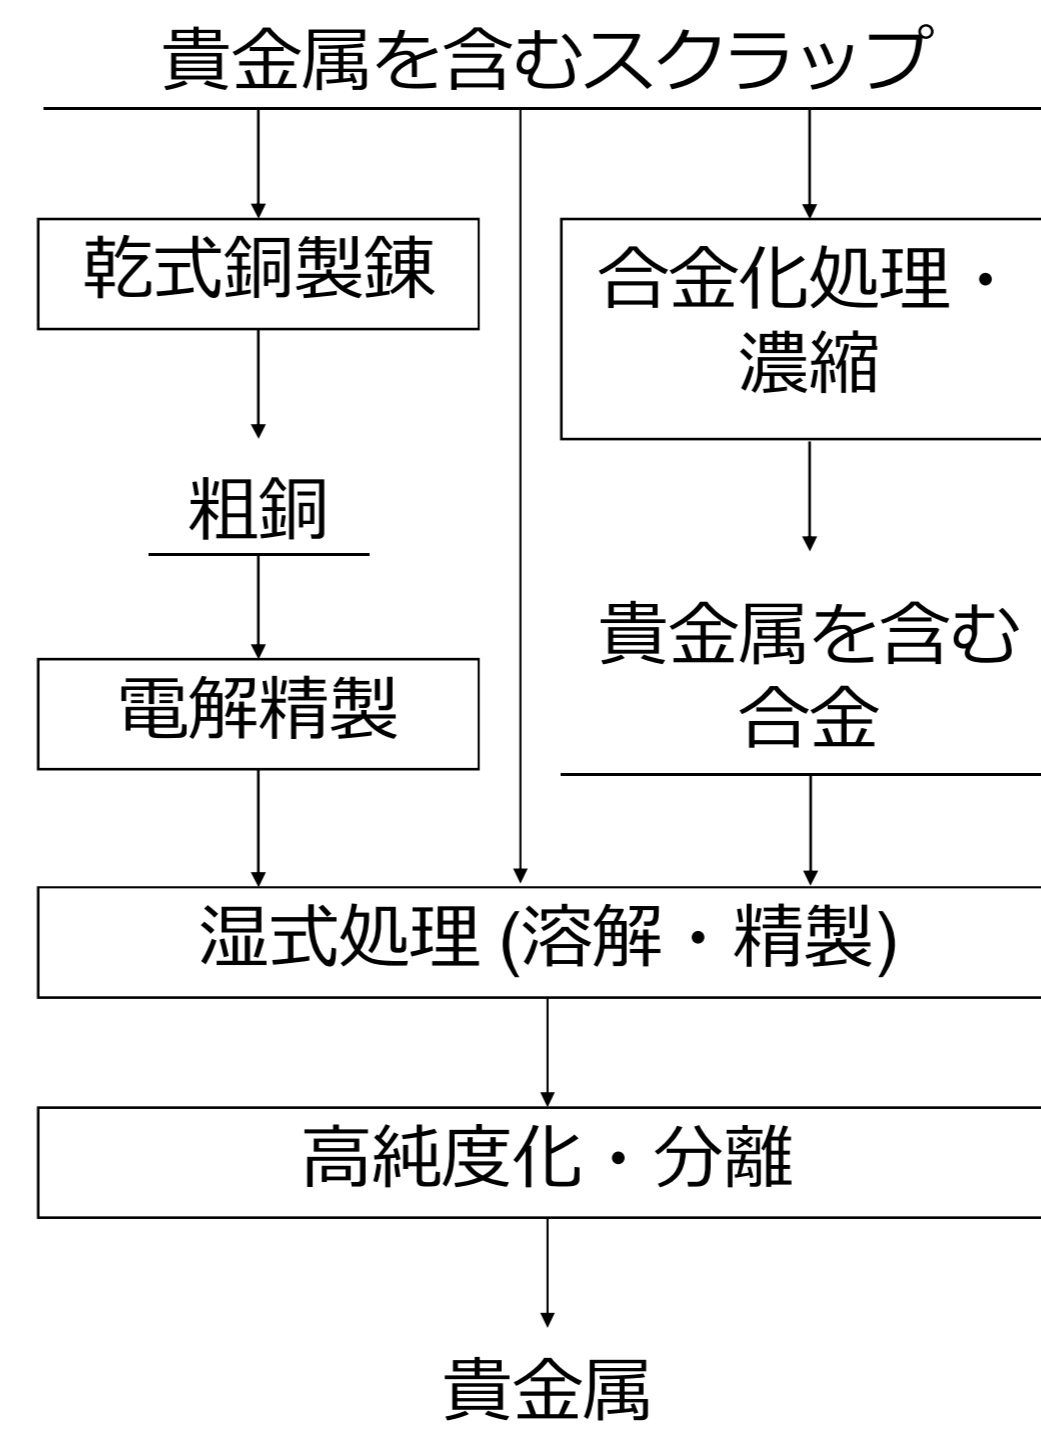 貴金属を含むスクラップ
乾式銅製錬
合金化処理・
濃縮
粗銅
貴金属を含む
合金
電解精製
湿式処理 (溶解・精製)
高純度化・分離
貴金属